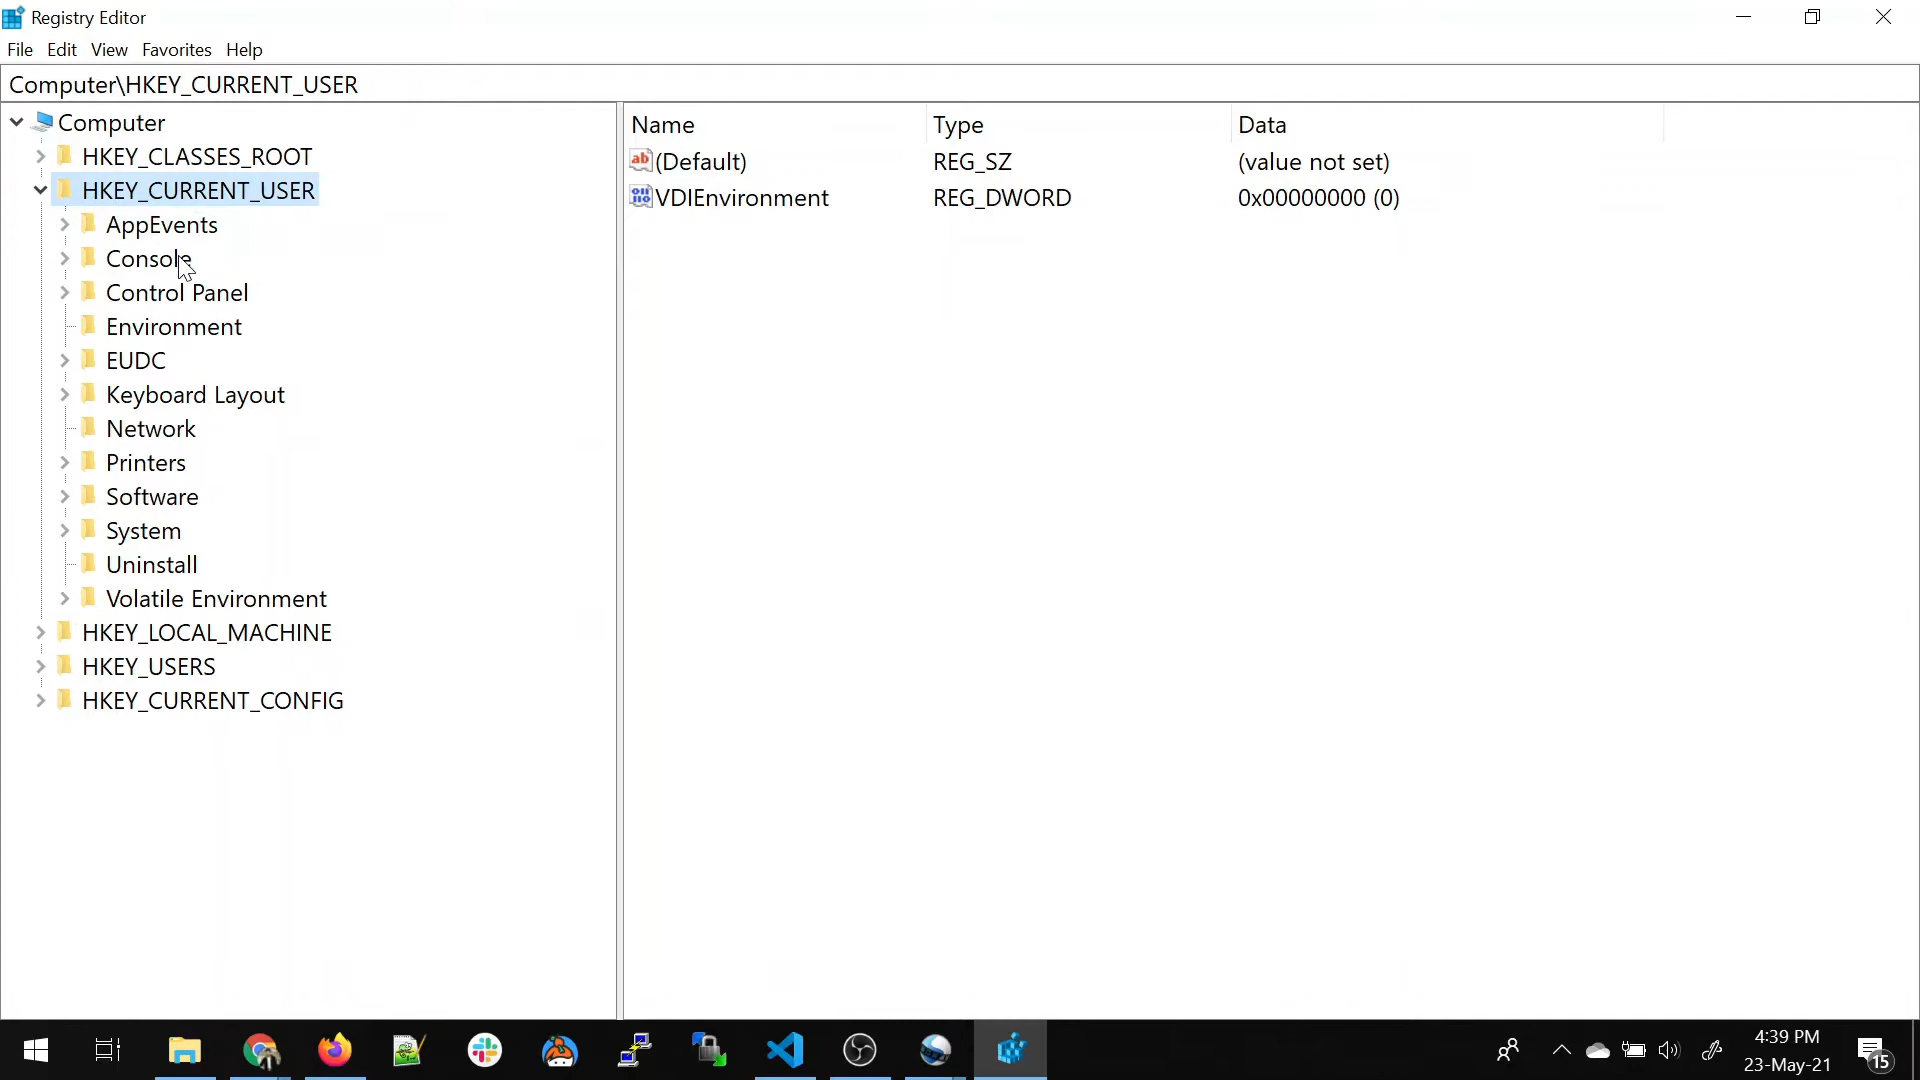 Registry Editor
File Edit View Favorites Help
Computer\HKEY_CURRENT_USER
Computer
HKEY_CLASSES_ROOT
HKEY_CURRENT_USER
AppEvents
Console
Control Panel
Environment
EUDC
Keyboard Layout
Network
Printers
Software
System
Uninstall
Volatile Environment
HKEY_LOCAL_MACHINE
HKEY_USERS
HKEY_CURRENT_CONFIG
Name Type Data
(Default) REG_SZ (value not set)
VDIEnvironment REG_DWORD 0x00000000 (0)
4:39 PM
23-May-21
15